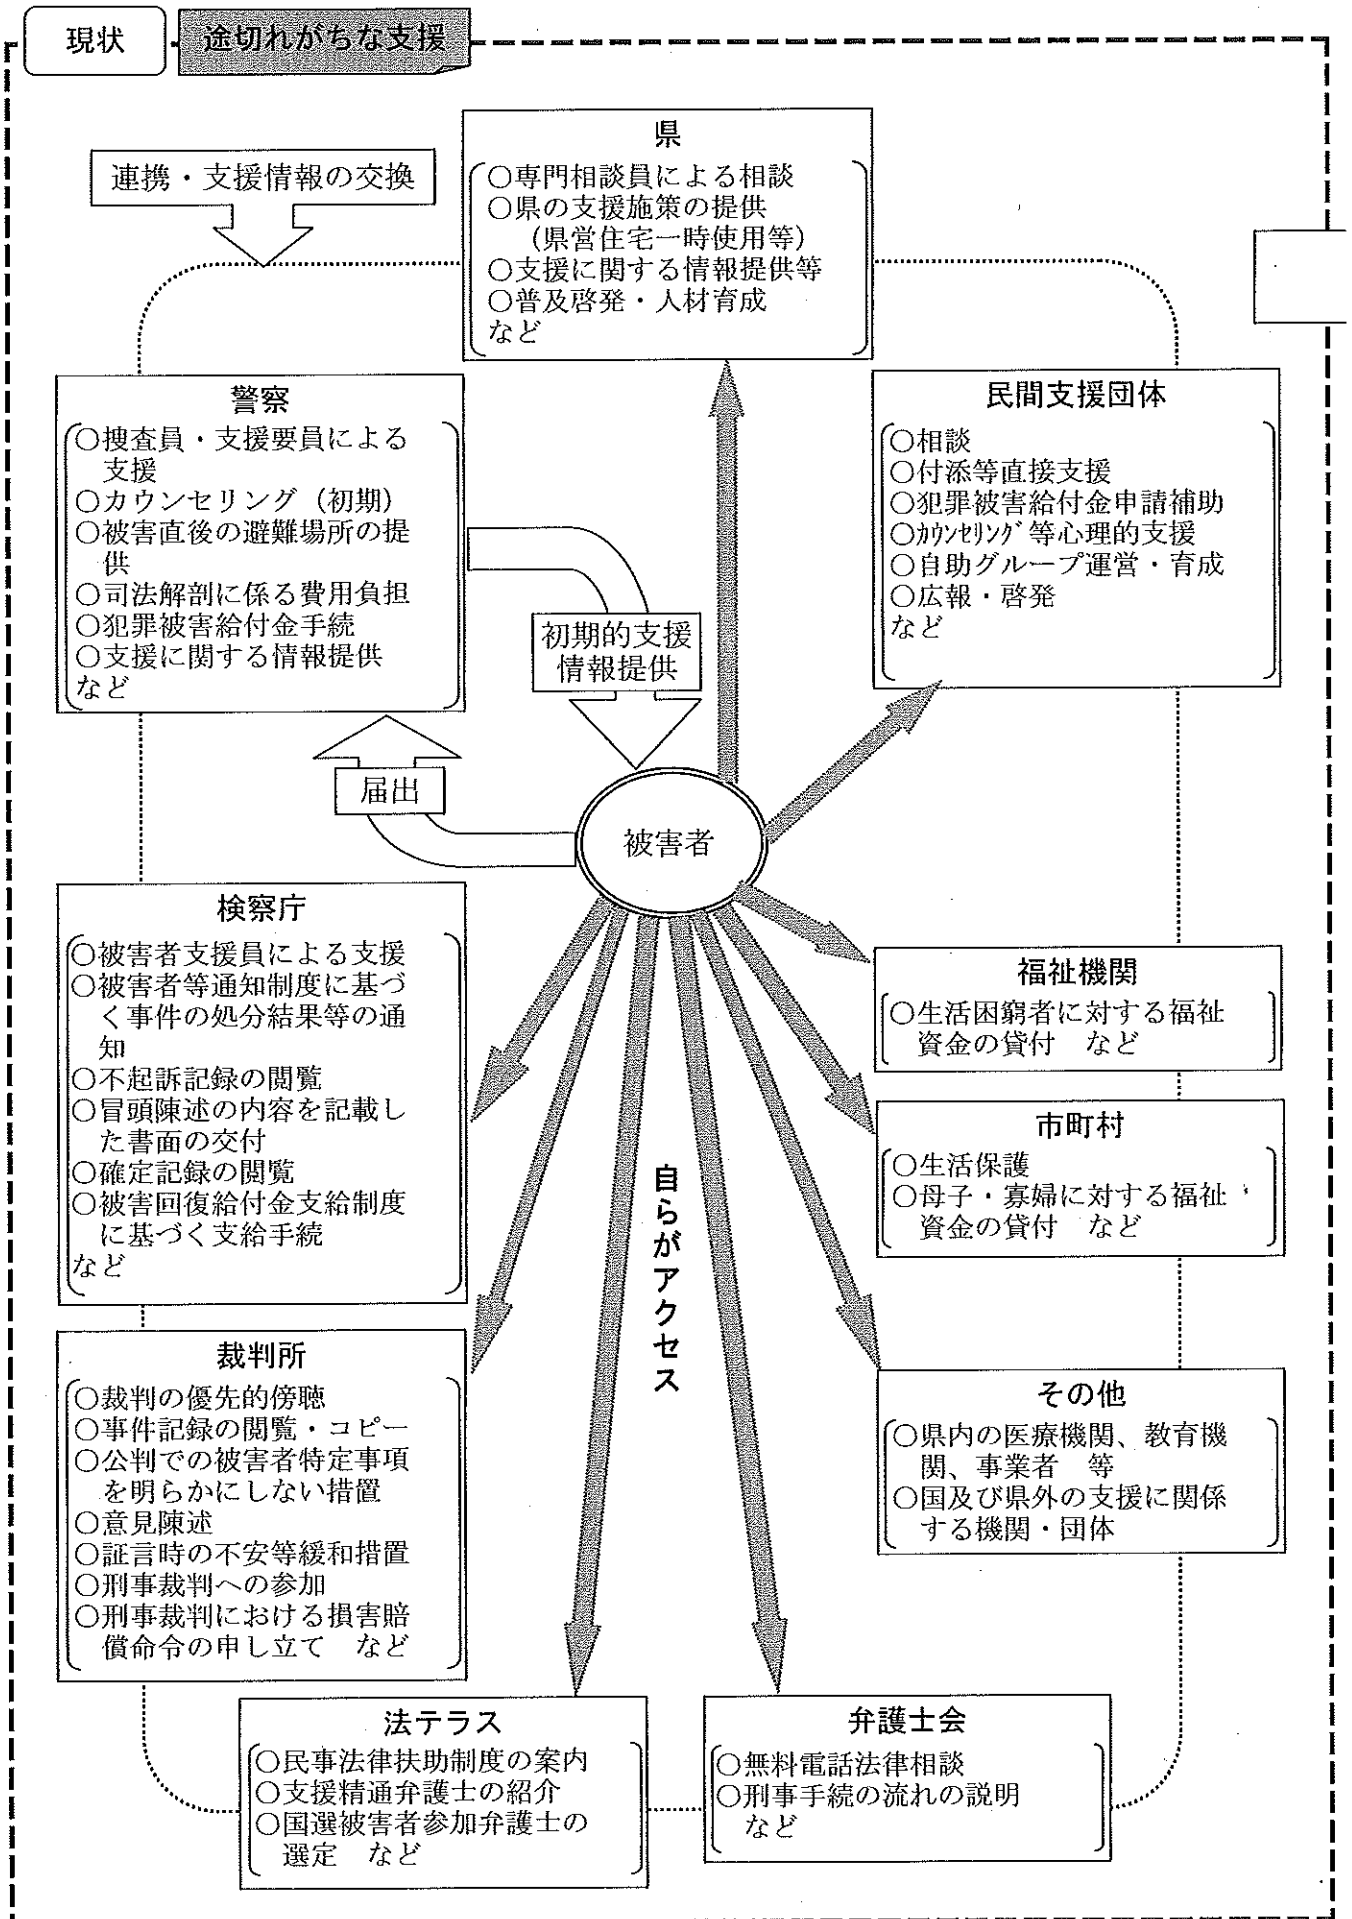 現状
途切れがちな支援
連携・支援情報の交換
県
○専門相談員による相談
○県の支援施策の提供
（県営住宅一時使用等）
○支援に関する情報提供等
○普及啓発・人材育成
など
警察
○捜査員・支援要員による
支援
○カウンセリング（初期）
○被害直後の避難場所の提
供
○司法解剖に係る費用負担
○犯罪被害給付金手続
○支援に関する情報提供
など
民間支援団体
○相談
○付添等直接支援
○犯罪被害給付金申請補助
○ｶｳﾝｾﾘﾝｸﾞ等心理的支援
○自助グループ運営・育成
○広報・啓発
など
初期的支援
情報提供
届出
被害者
検察庁
○被害者支援員による支援
○被害者等通知制度に基づ
く事件の処分結果等の通
知
○不起訴記録の閲覧
○冒頭陳述の内容を記載し
た書面の交付
○確定記録の閲覧
○被害回復給付金支給制度
に基づく支給手続
など
福祉機関
○生活困窮者に対する福祉
資金の貸付　など
市町村
○生活保護
○母子・寡婦に対する福祉
資金の貸付　など
自らがアクセス
裁判所
○裁判の優先的傍聴
○事件記録の閲覧・コピー
○公判での被害者特定事項
を明らかにしない措置
○意見陳述
○証言時の不安等緩和措置
○刑事裁判への参加
○刑事裁判における損害賠
償命令の申し立て　など
その他
○県内の医療機関、教育機
関、事業者　等
○国及び県外の支援に関係
する機関・団体
法テラス
○民事法律扶助制度の案内
○支援精通弁護士の紹介
○国選被害者参加弁護士の
選定　など
弁護士会
○無料電話法律相談
○刑事手続の流れの説明
など